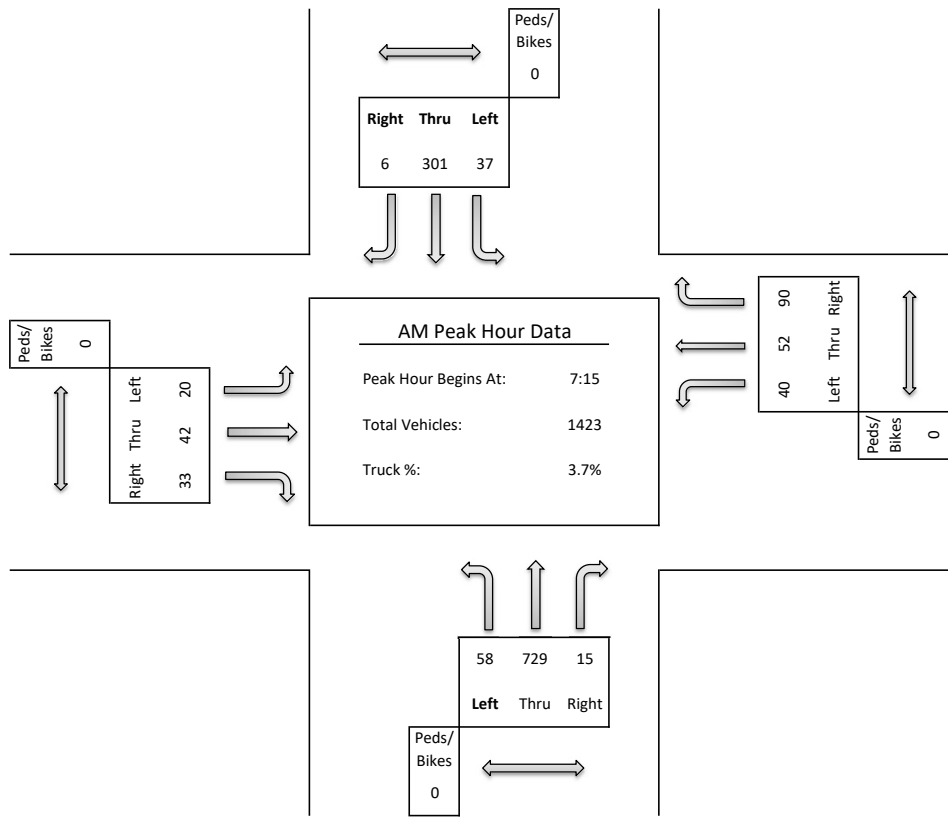 Peds/
Bikes
0
Right Thru Left
6 301 37
Peds/
Bikes
0
Left
20
Thru
42
Right
33
AM Peak Hour Data
Peak Hour Begins At: 7:15
Total Vehicles: 1423
Truck %: 3.7%
90
Right
52
Thru
40
Left
Peds/
Bikes
0
58 729 15
Left Thru Right
Peds/
Bikes
0